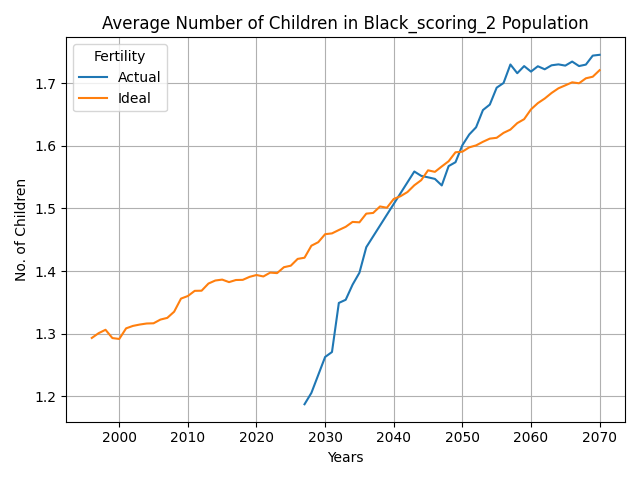 Average Number of Children in Black_scoring_2 Population
Fertility
Actual
Ideal
No. of Children
1.7
1.6
1.5
1.4
1.3
1.2
2000 2010 2020 2030 2040 2050 2060 2070
Years